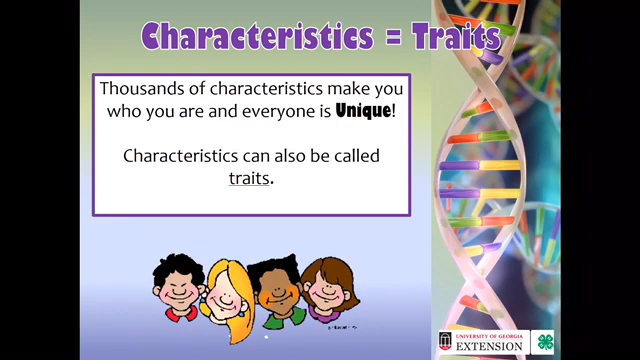 Characteristics = Traits
Thousands of characteristics make you
who you are and everyone is Unique!
Characteristics can also be called
traits.
UNIVERSITY OF GEORGIA
EXTENSION